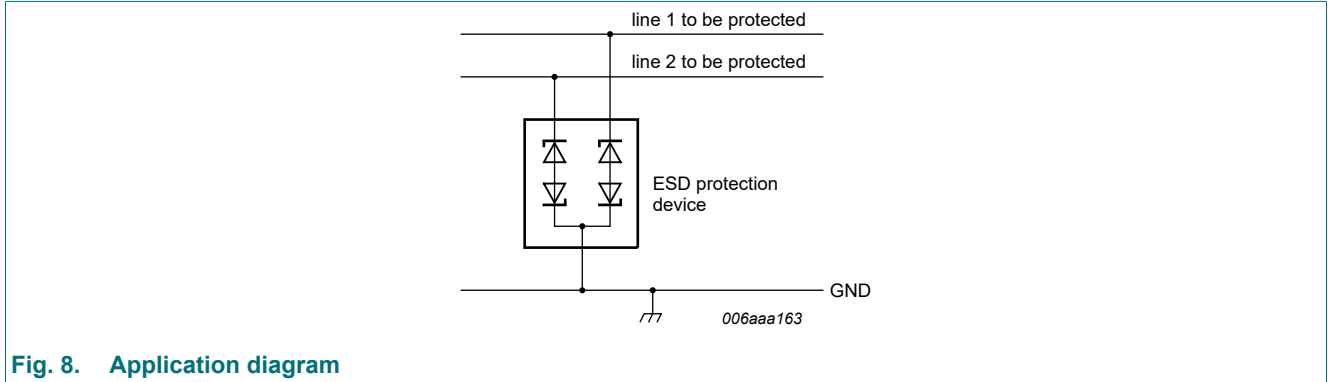 line 1 to be protected
line 2 to be protected
ESD protection
device
GND
006aaa163
Fig. 8. Application diagram